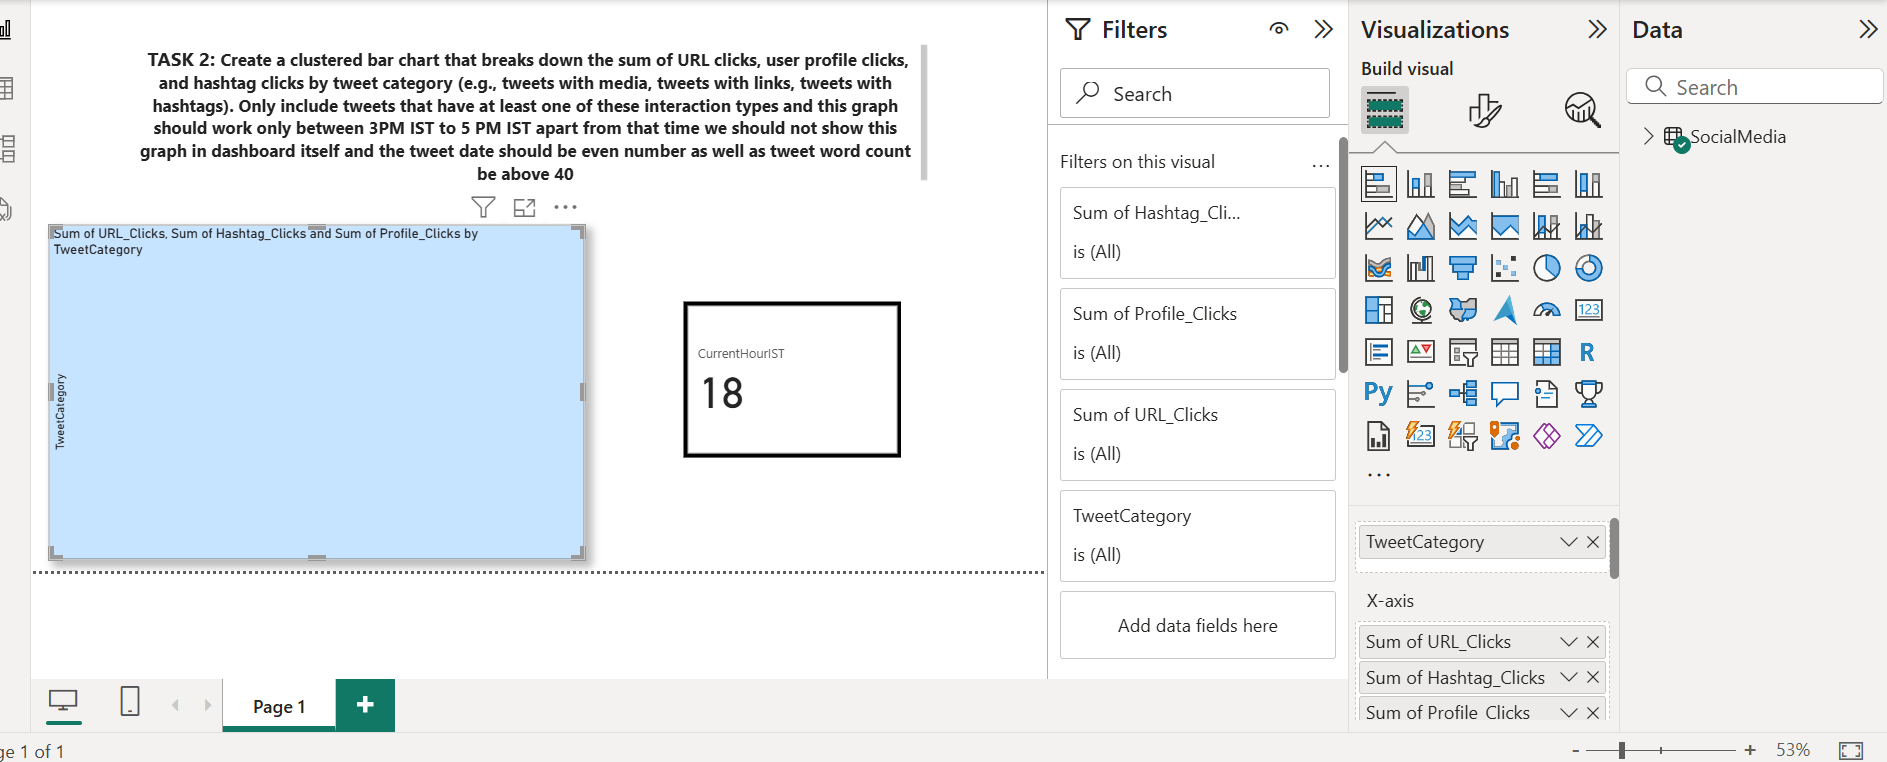 TASK 2: Create a clustered bar chart that breaks down the sum of URL clicks, user profile clicks,
and hashtag clicks by tweet category (e.g., tweets with media, tweets with links, tweets with
hashtags). Only include tweets that have at least one of these interaction types and this graph
should work only between 3PM IST to 5 PM IST apart from that time we should not show this
graph in dashboard itself and the tweet date should be even number as well as tweet word count
be above 40
Sum of URL_Clicks, Sum of Hashtag_Clicks and Sum of Profile_Clicks by
TweetCategory
TweetCategory
CurrentHourIST
18
Filters
Search
Filters on this visual
...
Sum of Hashtag_Cli...
is (All)
Sum of Profile_Clicks
is (All)
Sum of URL_Clicks
is (All)
TweetCategory
is (All)
Add data fields here
Visualizations
Build visual
123
R
Py
123
...
TweetCategory
X-axis
Sum of URL_Clicks
Sum of Hashtag_Clicks
Sum of Profile_Clicks
Data
Search
SocialMedia
Page 1
+
ge 1 of 1
- + 53%